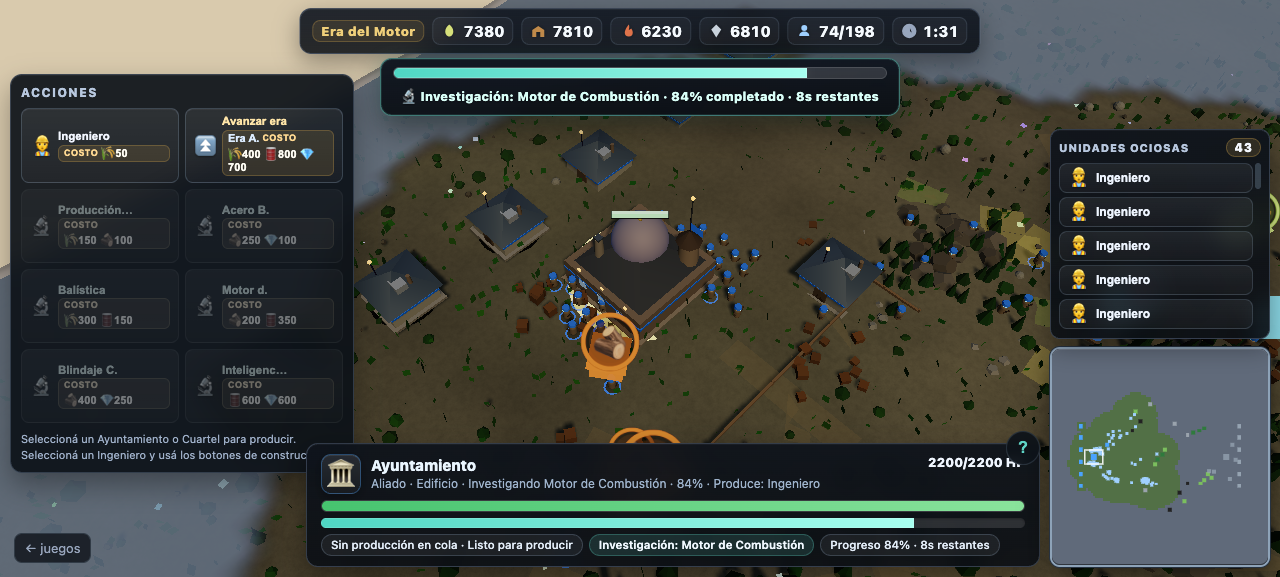 Era del Motor
7380
7810
6230
6810
74/198
1:31
Investigación: Motor de Combustión · 84% completado · 8s restantes
ACCIONES
Ingeniero
COSTO 50
Avanzar era
Era A. COSTO
400 800
700
Producción...
COSTO
150 100
Acero B.
COSTO
250 100
Balística
COSTO
300 150
Motor d.
COSTO
200 350
Blindaje C.
COSTO
400 250
Inteligenc...
COSTO
600 600
Seleccioná un Ayuntamiento o Cuartel para producir.
Seleccioná un Ingeniero y usá los botones de construc
UNIDADES OCIOSAS 43
Ingeniero
Ingeniero
Ingeniero
Ingeniero
Ingeniero
?
Ayuntamiento
2200/2200
Aliado · Edificio · Investigando Motor de Combustión · 84% · Produce: Ingeniero
Sin producción en cola · Listo para producir
Investigación: Motor de Combustión
Progreso 84% · 8s restantes
← juegos